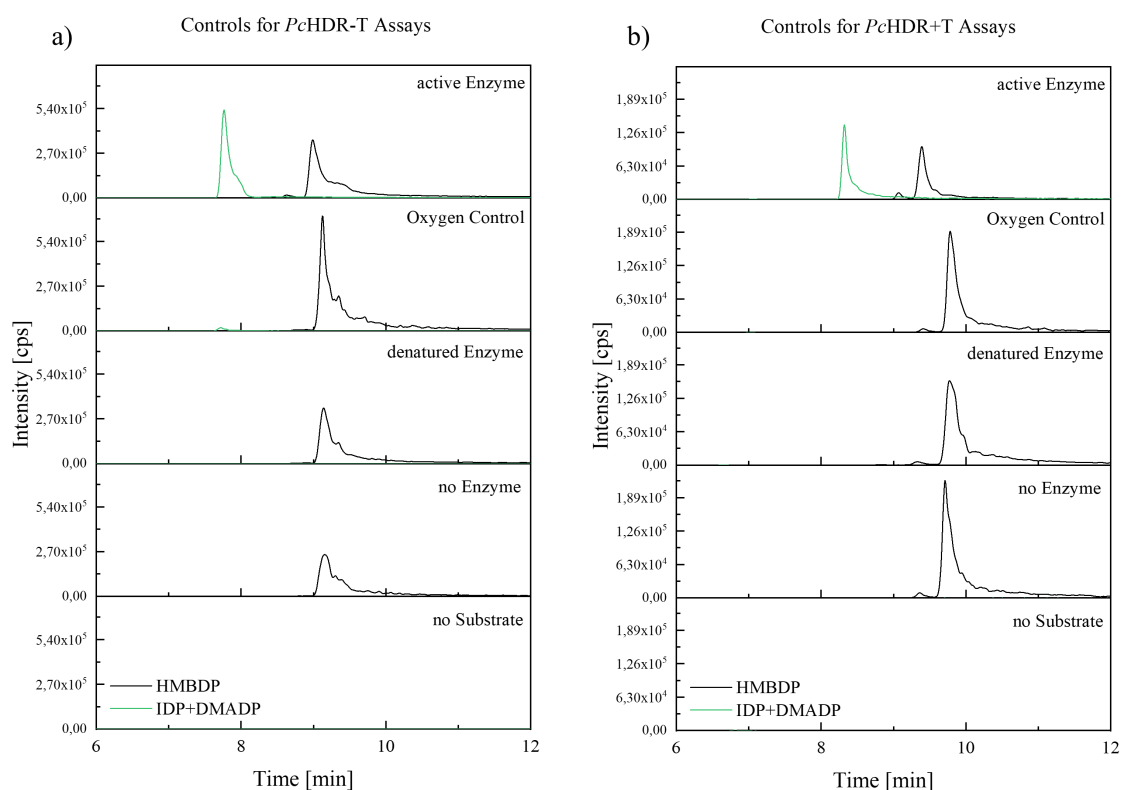 a)
Controls for PcHDR-T Assays
active Enzyme
5,40x10⁵
2,70x10⁵
0,00
Oxygen Control
5,40x10⁵
2,70x10⁵
0,00
denatured Enzyme
5,40x10⁵
2,70x10⁵
0,00
no Enzyme
5,40x10⁵
2,70x10⁵
0,00
no Substrate
5,40x10⁵
2,70x10⁵
0,00
HMBDP
IDP+DMADP
6 8 10 12
Time [min]
Intensity [cps]
b)
Controls for PcHDR+T Assays
active Enzyme
1,89x10⁵
1,26x10⁵
6,30x10⁴
0,00
Oxygen Control
1,89x10⁵
1,26x10⁵
6,30x10⁴
0,00
denatured Enzyme
1,89x10⁵
1,26x10⁵
6,30x10⁴
0,00
no Enzyme
1,89x10⁵
1,26x10⁵
6,30x10⁴
0,00
no Substrate
1,89x10⁵
1,26x10⁵
6,30x10⁴
0,00
HMBDP
IDP+DMADP
6 8 10 12
Time [min]
Intensity [cps]